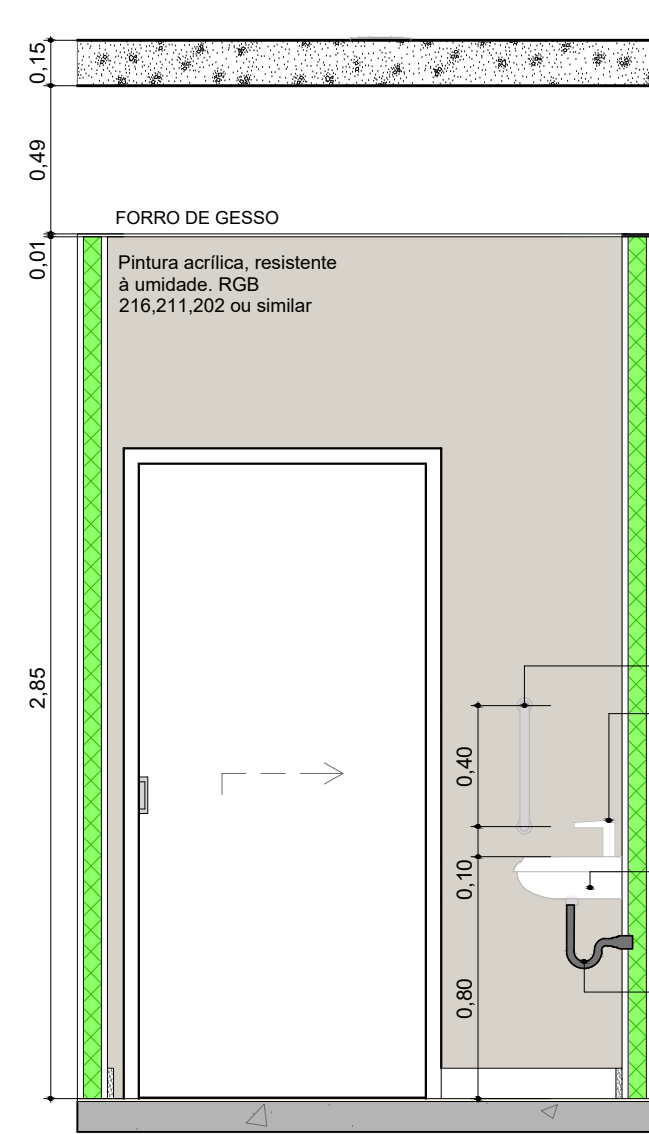 0,15
0,49
FORRO DE GESSO
0,01
Pintura acrílica, resistente
à umidade. RGB
216,211,202 ou similar
2,85
0,40
0,10
0,80